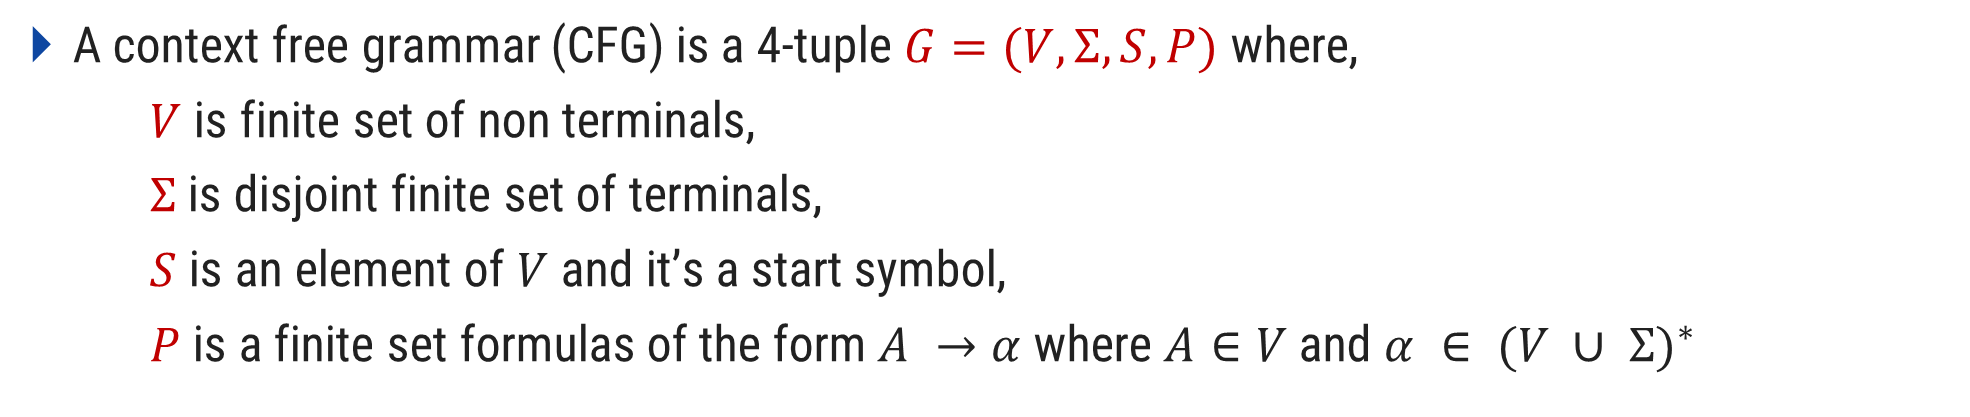 A context free grammar (CFG) is a 4-tuple G = (V, Σ, S, P) where,
V is finite set of non terminals,
Σ is disjoint finite set of terminals,
S is an element of V and it’s a start symbol,
P is a finite set formulas of the form A → α where A ∈ V and α ∈ (V ∪ Σ)*